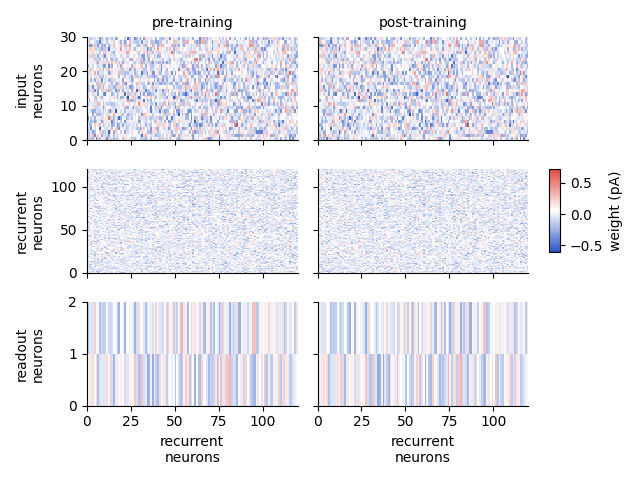 pre-training
post-training
30
20
10
0
input
neurons
100
50
0
recurrent
neurons
0.5
0.0
−0.5
weight (pA)
2
1
0
readout
neurons
0 25 50 75 100
0 25 50 75 100
recurrent
neurons
recurrent
neurons